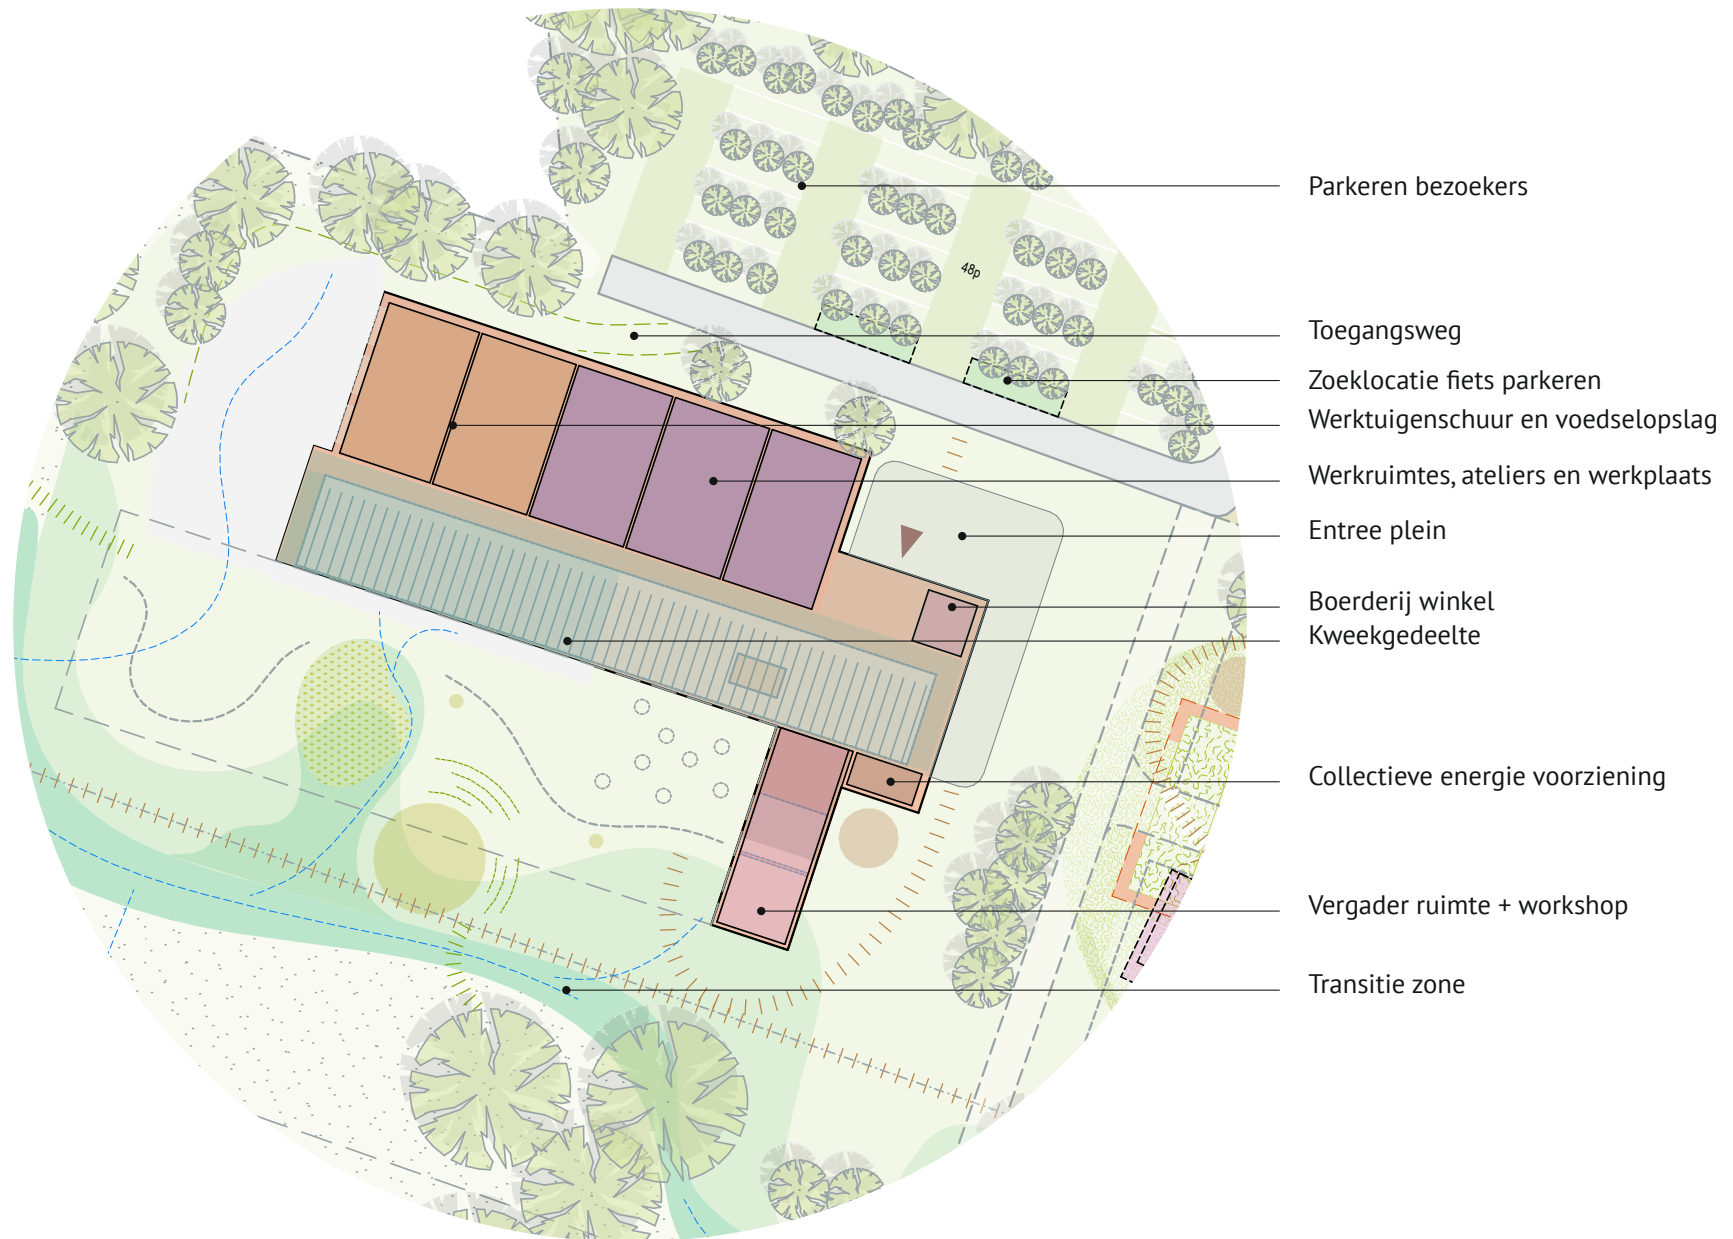 Parkeren bezoekers
48p
Toegangsweg
Zoeklocatie fiets parkeren
Werktuigenschuur en voedselopslag
Werkruimtes, ateliers en werkplaats
Entree plein
Boerderij winkel
Kweekgedeelte
Collectieve energie voorziening
Vergader ruimte + workshop
Transitie zone